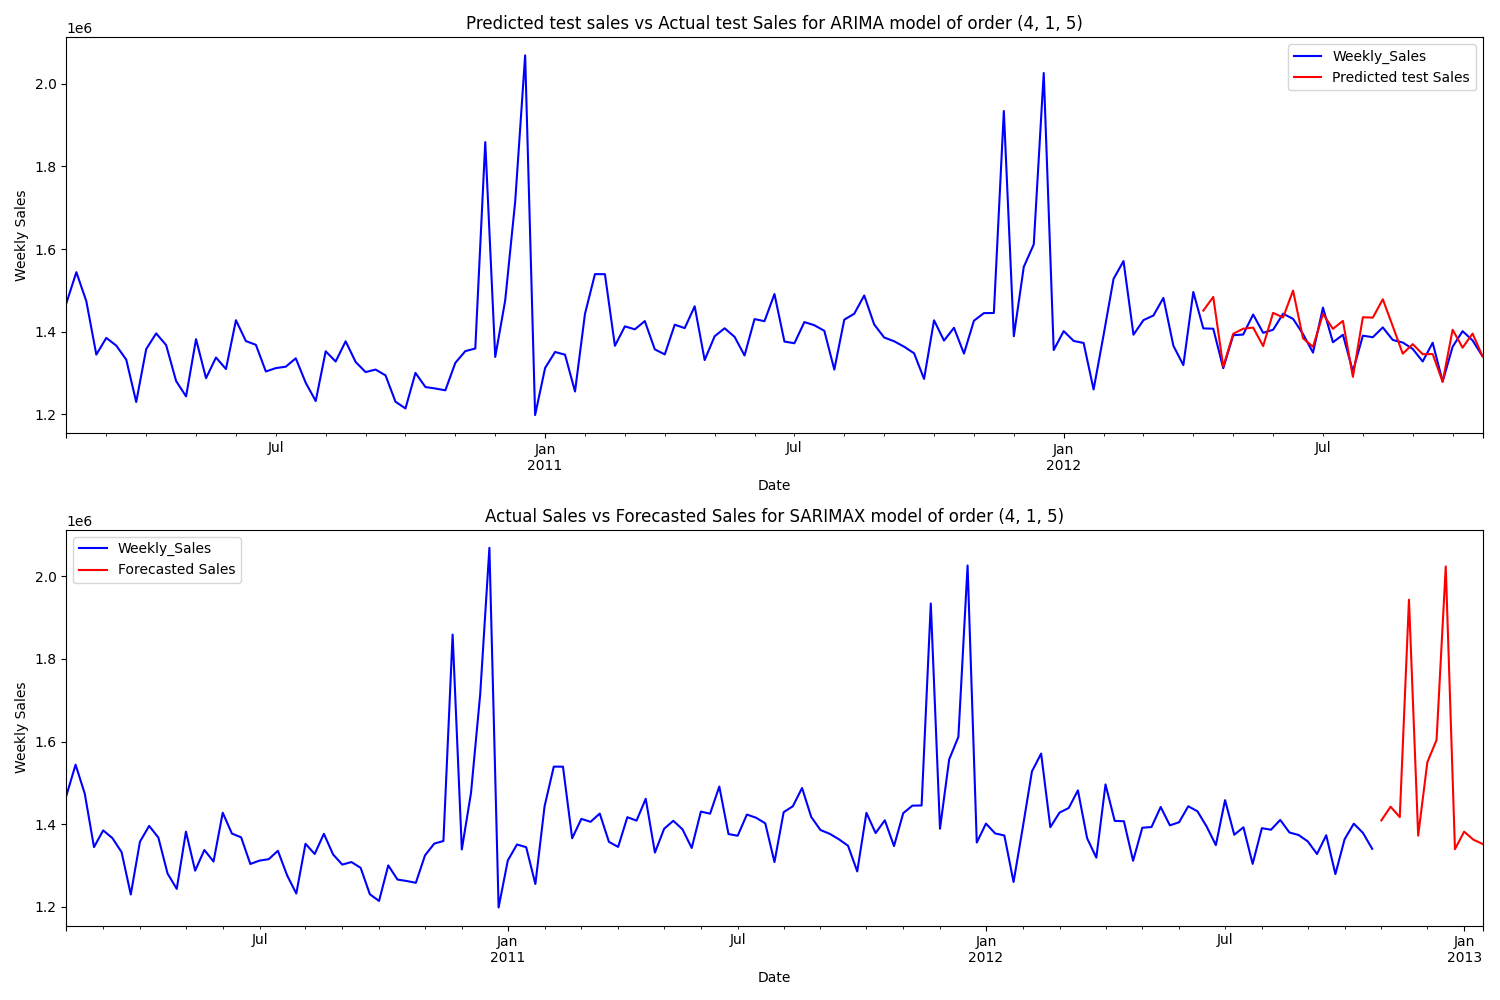 Predicted test sales vs Actual test Sales for ARIMA model of order (4, 1, 5)
1e6
Weekly_Sales
Predicted test Sales
2.0
1.8
1.6
1.4
1.2
Weekly Sales
Jul
Jan
2011
Jul
Jan
2012
Jul
Date
Actual Sales vs Forecasted Sales for SARIMAX model of order (4, 1, 5)
1e6
Weekly_Sales
Forecasted Sales
2.0
1.8
1.6
1.4
1.2
Weekly Sales
Jul
Jan
2011
Jul
Jan
2012
Jul
Jan
2013
Date